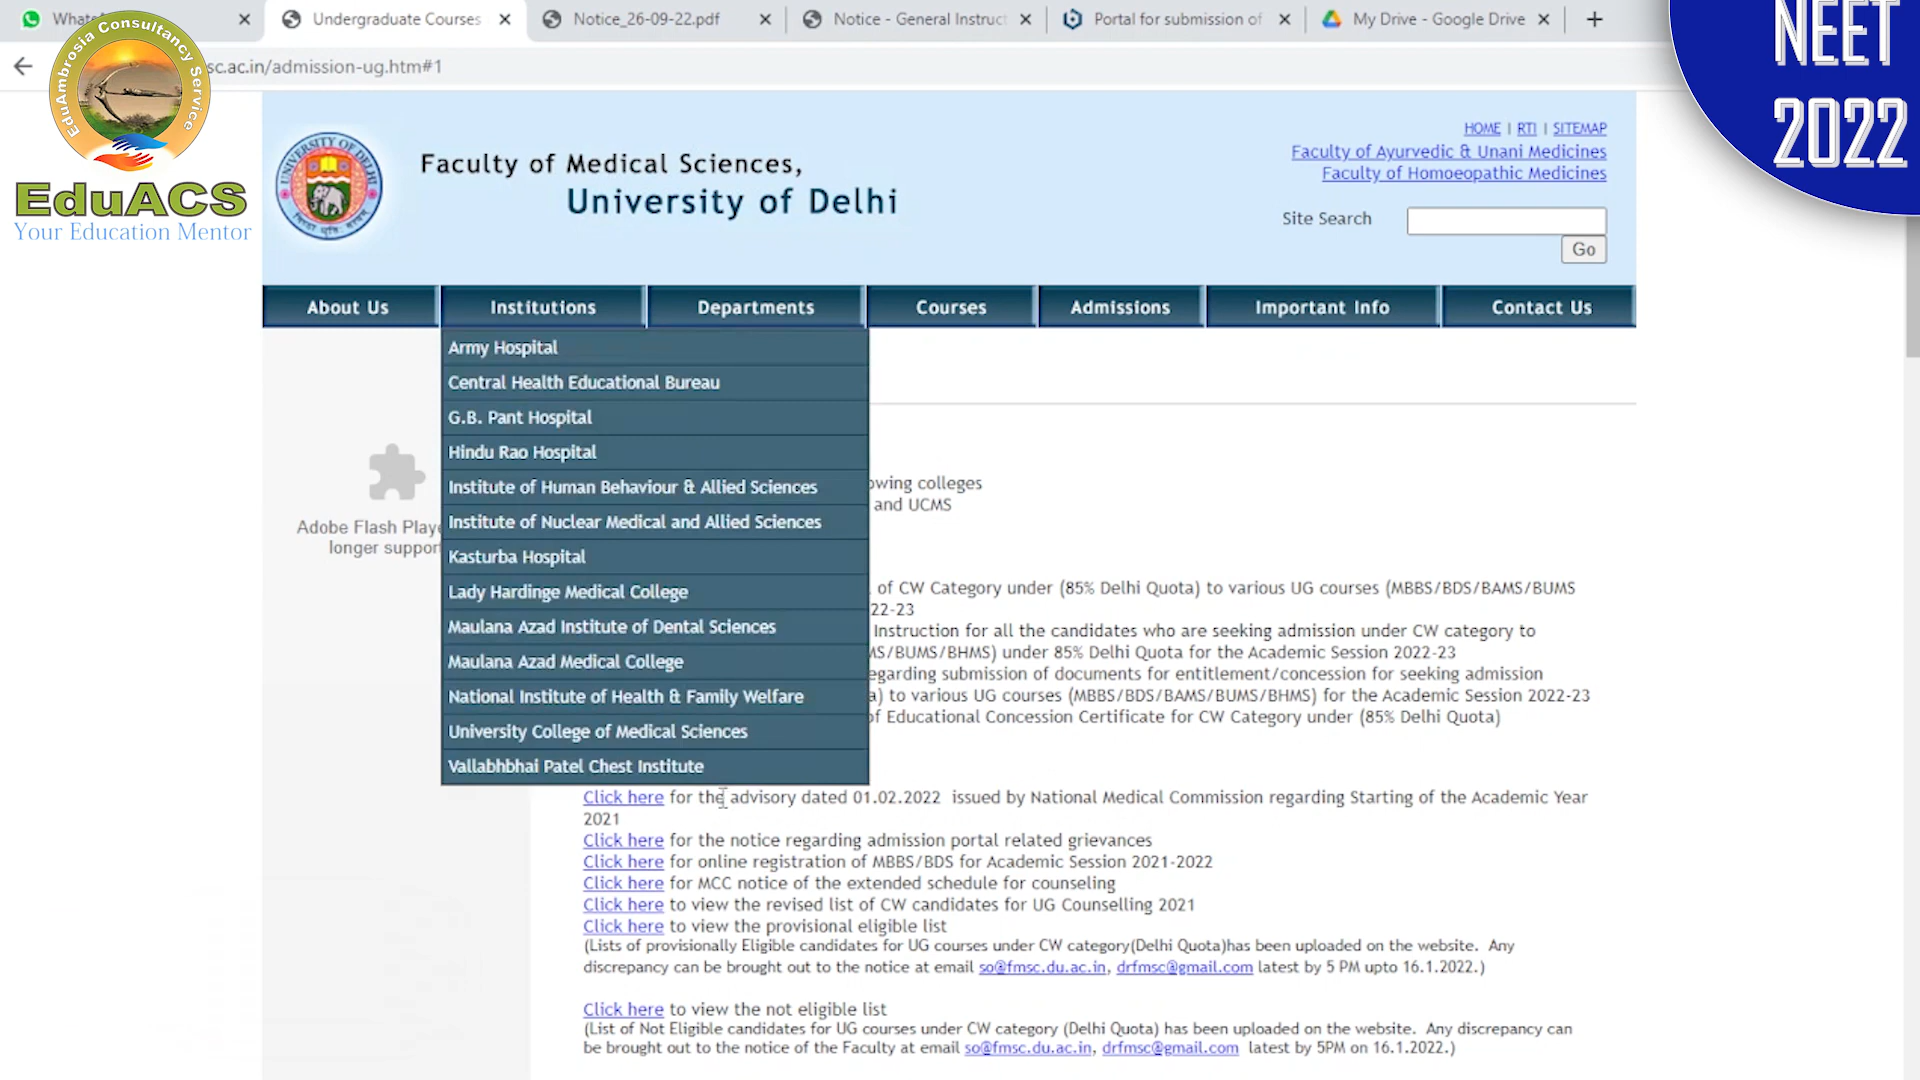 Undergraduate Courses
Notice_26-09-22.pdf
Notice - General Instruct
Portal for submission of
My Drive - Google Drive
sc.ac.in/admission-ug.htm#1
NEET
2022
EduAmbrosia Consultancy Service
EduACS
Your Education Mentor
UNIVERSITY OF DELHI
Faculty of Medical Sciences,
University of Delhi
HOME | RTI | SITEMAP
Faculty of Ayurvedic & Unani Medicines
Faculty of Homoeopathic Medicines
Site Search
Go
About Us
Institutions
Departments
Courses
Admissions
Important Info
Contact Us
Army Hospital
Central Health Educational Bureau
G.B. Pant Hospital
Hindu Rao Hospital
Institute of Human Behaviour & Allied Sciences
Institute of Nuclear Medical and Allied Sciences
Kasturba Hospital
Lady Hardinge Medical College
Maulana Azad Institute of Dental Sciences
Maulana Azad Medical College
National Institute of Health & Family Welfare
University College of Medical Sciences
Vallabhbhai Patel Chest Institute
Adobe Flash Playe
longer support
owing colleges
and UCMS
of CW Category under (85% Delhi Quota) to various UG courses (MBBS/BDS/BAMS/BUMS
22-23
Instruction for all the candidates who are seeking admission under CW category to
MS/BUMS/BHMS) under 85% Delhi Quota for the Academic Session 2022-23
egarding submission of documents for entitlement/concession for seeking admission
a) to various UG courses (MBBS/BDS/BAMS/BUMS/BHMS) for the Academic Session 2022-23
of Educational Concession Certificate for CW Category under (85% Delhi Quota)
Click here for the advisory dated 01.02.2022 issued by National Medical Commission regarding Starting of the Academic Year
2021
Click here for the notice regarding admission portal related grievances
Click here for online registration of MBBS/BDS for Academic Session 2021-2022
Click here for MCC notice of the extended schedule for counseling
Click here to view the revised list of CW candidates for UG Counselling 2021
Click here to view the provisional eligible list
(Lists of provisionally Eligible candidates for UG courses under CW category(Delhi Quota)has been uploaded on the website. Any
discrepancy can be brought out to the notice at email so@fmsc.du.ac.in, drfmsc@gmail.com latest by 5 PM upto 16.1.2022.)
Click here to view the not eligible list
(List of Not Eligible candidates for UG courses under CW category (Delhi Quota) has been uploaded on the website. Any discrepancy can
be brought out to the notice of the Faculty at email so@fmsc.du.ac.in, drfmsc@gmail.com latest by 5PM on 16.1.2022.)